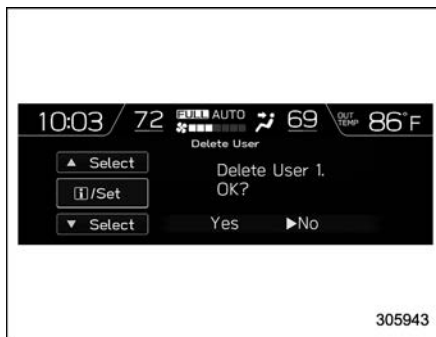 10:03 72 FULL AUTO 69 OUT TEMP 86°F
Delete User
▲ Select
i/Set
▼ Select
Delete User 1.
OK?
Yes ▶No
305943